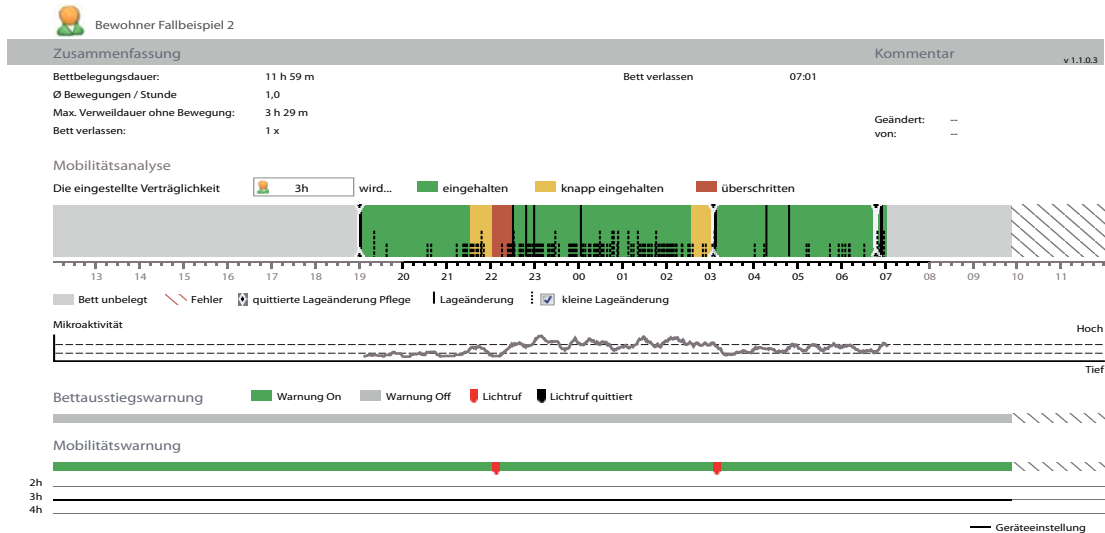 Bewohner Fallbeispiel 2
Zusammenfassung Kommentar v 1.1.0.3
Bettbelegungsdauer: 11 h 59 m Bett verlassen 07:01
Ø Bewegungen / Stunde 1,0
Max. Verweildauer ohne Bewegung: 3 h 29 m
Geändert: --
Bett verlassen: 1 x
von: --
Mobilitätsanalyse
Die eingestellte Verträglichkeit 3h wird... eingehalten knapp eingehalten überschritten
13 14 15 16 17 19 20 21 22 23 00 01 02 03 04 05 06 07 08 09 10 11
Bett unbelegt Fehler quittierte Lageänderung Pflege Lageänderung kleine Lageänderung
Mikroaktivität
Hoch
Tief
Bettausstiegswarnung Warnung On Warnung Off Lichtruf Lichtruf quittiert
Mobilitätswarnung
2h
3h
4h
Geräteeinstellung